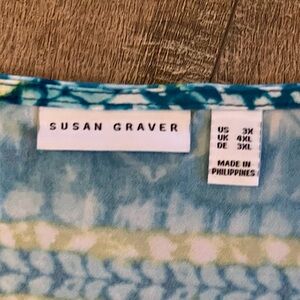 SUSAN GRAVER
US 3X
UK 4XL
DE 3XL
MADE IN
PHILIPPINES